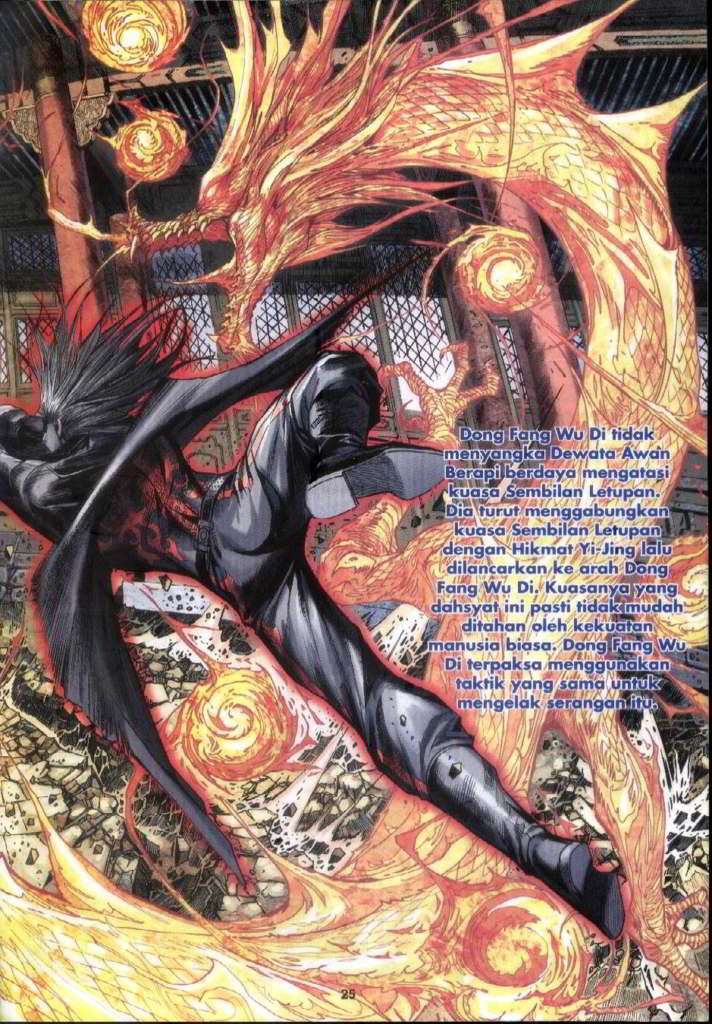 Dong Fang Wu Di tidak
menyangka Dewata Awan
Berapi berdaya mengatasi
kuasa Sembilan Letupan.
Dia turut menggabungkan
kuasa Sembilan Letupan
dengan Hikmat Yi-Jing lalu
dilancarkan ke arah Dong
Fang Wu Di. Kuasanya yang
dahsyat ini pasti tidak mudah
ditahan oleh kekuatan
manusia biasa. Dong Fang Wu
Di terpaksa menggunakan
taktik yang sama untuk
mengelak serangan itu.
25